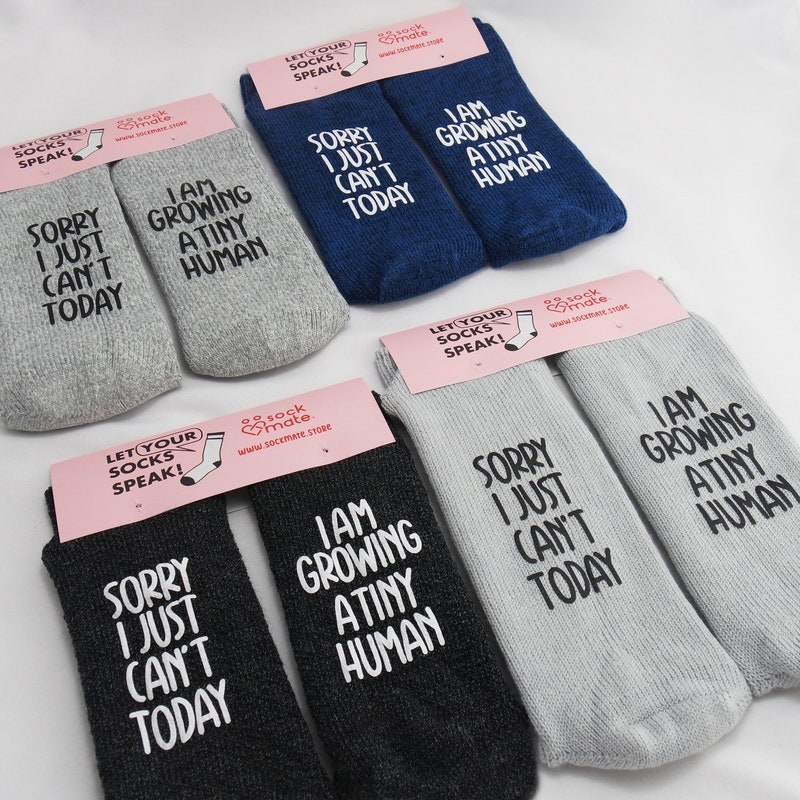 LET YOUR
SOCKS
SPEAK!
sock
mate
WWW.SOCKMATE.STORE
SORRY
I JUST
CAN'T
TODAY
I AM
GROWING
A TINY
HUMAN
LET YOUR
SOCKS
SPEAK!
sock
mate
WWW.SOCKMATE.STORE
SORRY
I JUST
CAN'T
TODAY
I AM
GROWING
A TINY
HUMAN
LET YOUR
SOCKS
SPEAK!
sock
mate
WWW.SOCKMATE.STORE
SORRY
I JUST
CAN'T
TODAY
I AM
GROWING
A TINY
HUMAN
LET YOUR
SOCKS
SPEAK!
sock
mate
WWW.SOCKMATE.STORE
SORRY
I JUST
CAN'T
TODAY
I AM
GROWING
A TINY
HUMAN